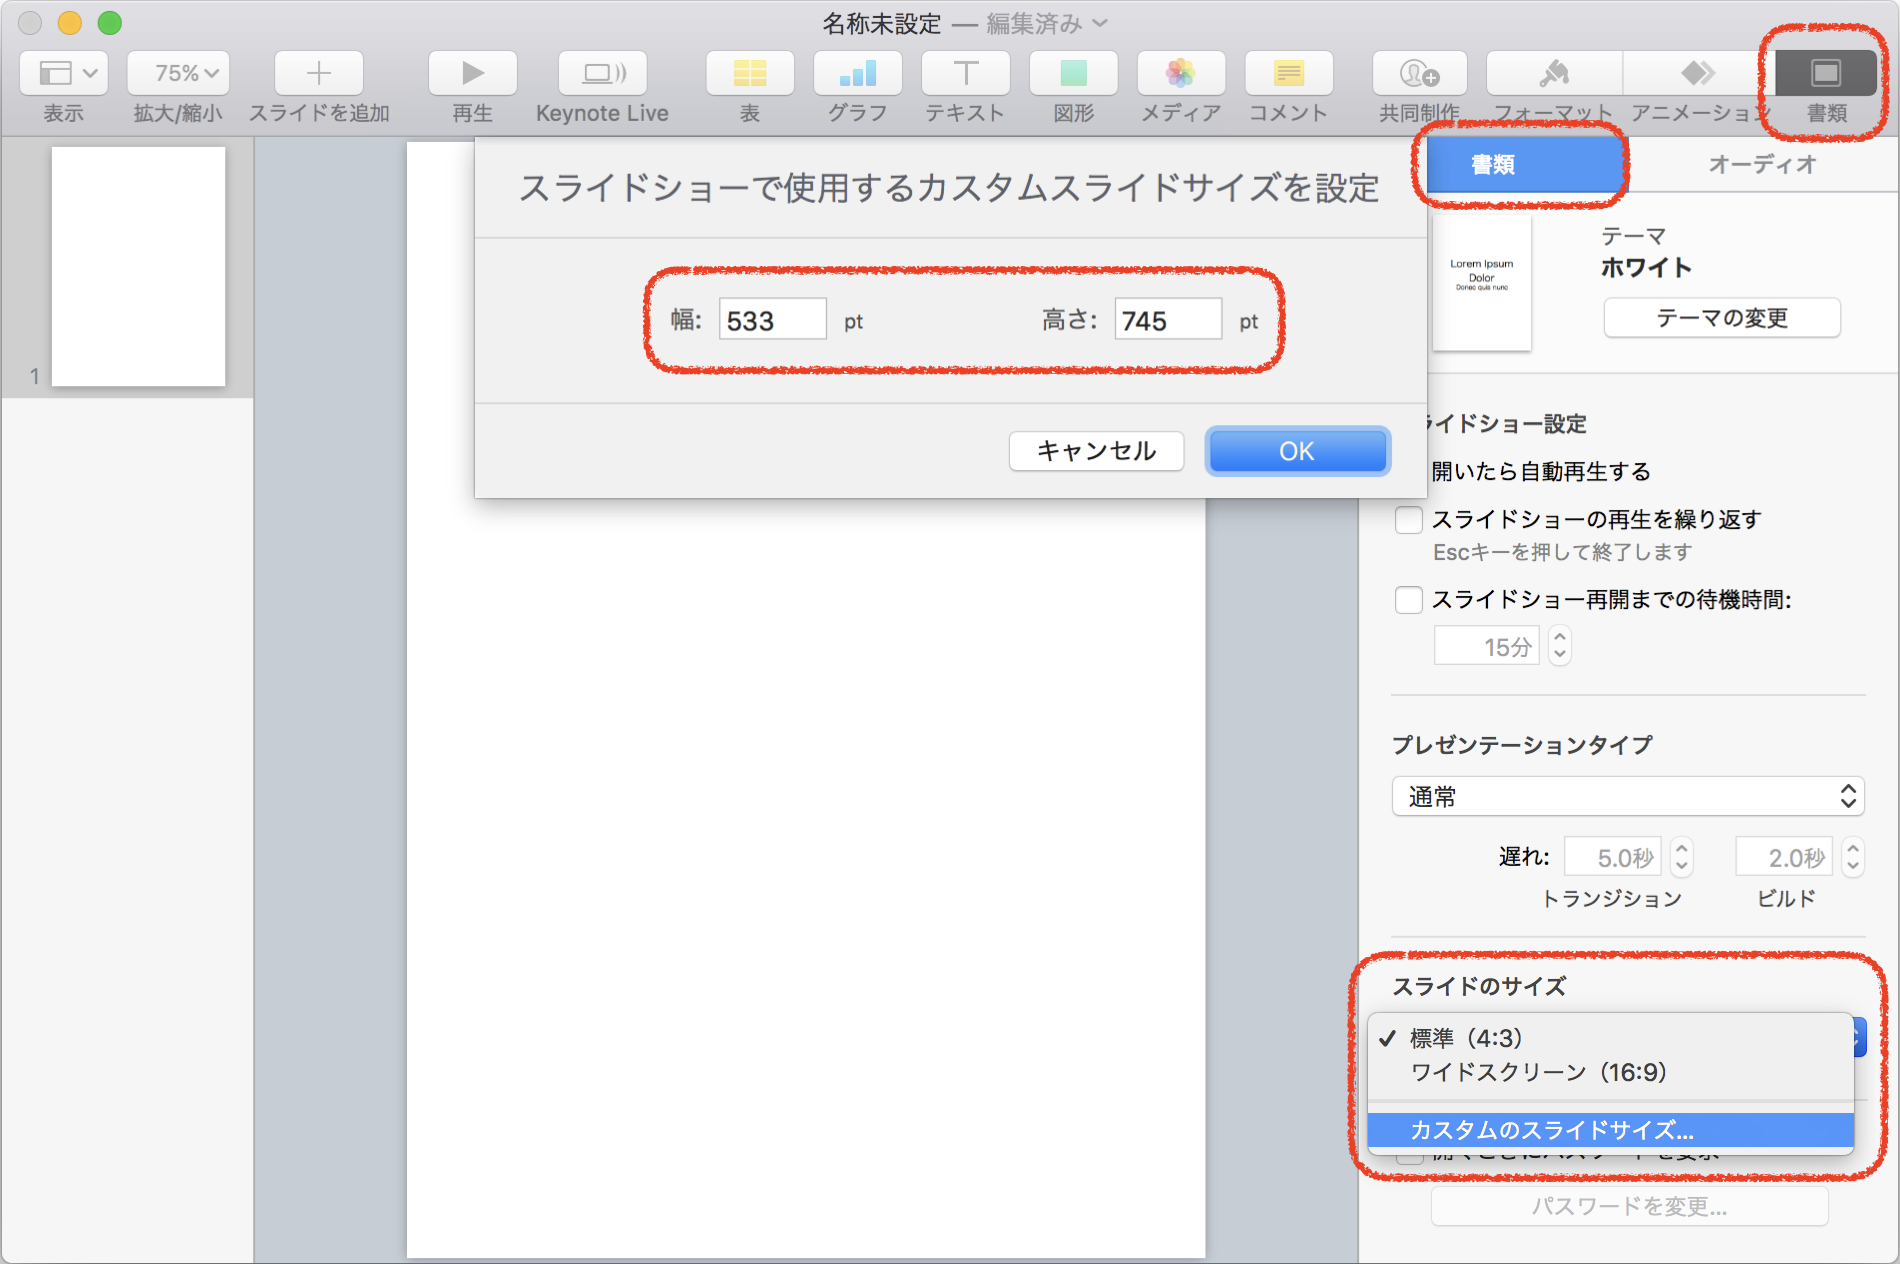 名称未設定 — 編集済み
75%
表示
拡大/縮小
スライドを追加
再生
Keynote Live
表
グラフ
テキスト
図形
メディア
コメント
共同制作
フォーマット
アニメーション
書類
1
スライドショーで使用するカスタムスライドサイズを設定
幅: 533 pt
高さ: 745 pt
キャンセル
OK
書類
オーディオ
Lorem Ipsum
Dolor
Donec quis nunc
テーマ
ホワイト
テーマの変更
イドショー設定
開いたら自動再生する
スライドショーの再生を繰り返す
Escキーを押して終了します
スライドショー再開までの待機時間:
15分
プレゼンテーションタイプ
通常
遅れ: 5.0秒 2.0秒
トランジション ビルド
スライドのサイズ
✓ 標準（4:3）
ワイドスクリーン（16:9）
カスタムのスライドサイズ...
パスワードを変更...